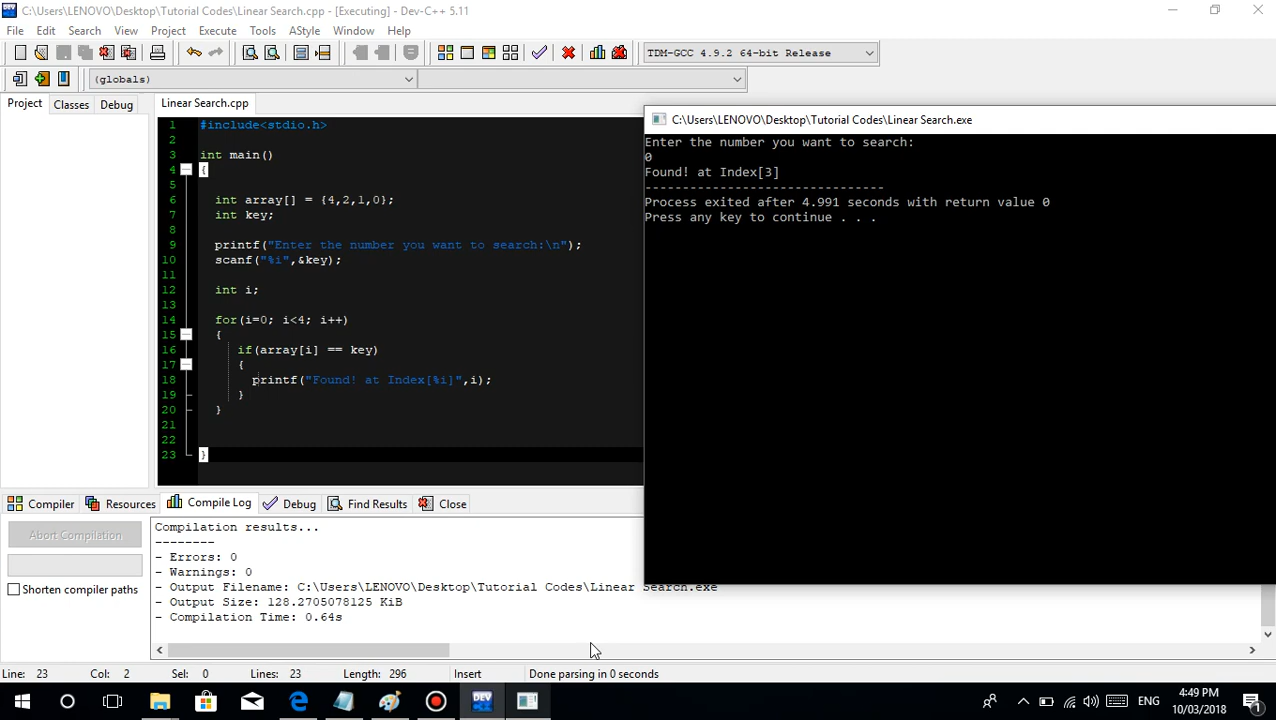 C:\Users\LENOVO\Desktop\Tutorial Codes\Linear Search.cpp - [Executing] - Dev-C++ 5.11
File Edit Search View Project Execute Tools AStyle Window Help
TDM-GCC 4.9.2 64-bit Release
(globals)
Project Classes Debug
Linear Search.cpp
1 #include<stdio.h>
2
3 int main()
4 {
5
6 int array[] = {4,2,1,0};
7 int key;
8
9 printf("Enter the number you want to search:\n");
10 scanf("%i",&key);
11
12 int i;
13
14 for(i=0; i<4; i++)
15 {
16 if(array[i] == key)
17 {
18 printf("Found! at Index[%i]",i);
19 }
20 }
21
22
23 }
C:\Users\LENOVO\Desktop\Tutorial Codes\Linear Search.exe
Enter the number you want to search:
0
Found! at Index[3]
--------------------------------
Process exited after 4.991 seconds with return value 0
Press any key to continue . . .
Compiler Resources Compile Log Debug Find Results Close
Abort Compilation
Shorten compiler paths
Compilation results...
--------
- Errors: 0
- Warnings: 0
- Output Filename: C:\Users\LENOVO\Desktop\Tutorial Codes\Linear Search.exe
- Output Size: 128.2705078125 KiB
- Compilation Time: 0.64s
Line: 23 Col: 2 Sel: 0 Lines: 23 Length: 296 Insert Done parsing in 0 seconds
DEV
ENG
4:49 PM
10/03/2018
1